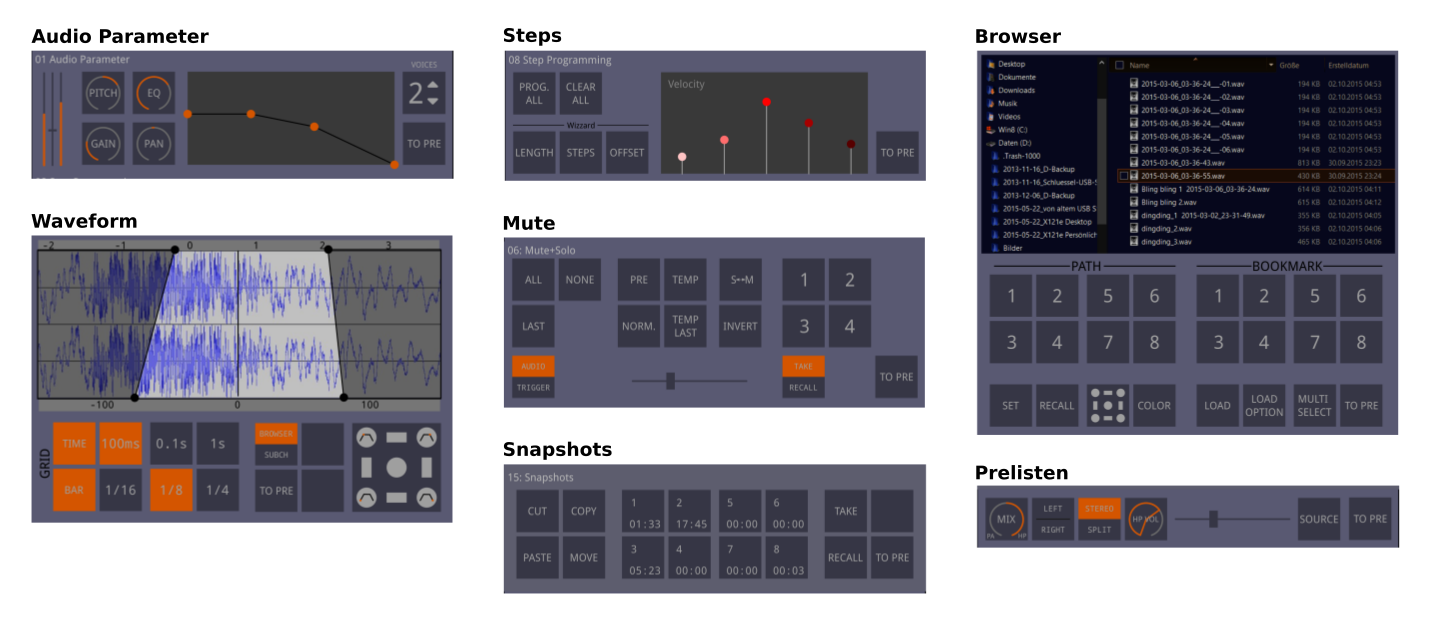 Audio Parameter
01 Audio Parameter
VOICES
PITCH EQ
2
GAIN PAN
TO PRE
Waveform
-2 -1 0 1 2 3
-100 0 100
GRID
TIME 100ms 0.1s 1s
BROWSER
SUBCH
BAR 1/16 1/8 1/4
TO PRE
Steps
08 Step Programming
PROG. ALL
CLEAR ALL
Velocity
Wizzard
LENGTH STEPS OFFSET
TO PRE
Mute
06: Mute+Solo
ALL NONE PRE TEMP S↔M 1 2
LAST NORM. TEMP LAST INVERT 3 4
AUDIO
TRIGGER
TAKE
RECALL
TO PRE
Snapshots
15: Snapshots
CUT COPY
1 2 5 6
01:33 17:45 00:00 00:00
TAKE
PASTE MOVE
3 4 7 8
05:23 00:00 00:00 00:03
RECALL TO PRE
Browser
Desktop
Dokumente
Downloads
Musik
Videos
Win8 (C:)
Daten (D:)
.Trash-1000
2013-11-16_D-Backup
2013-11-16_Schluessel-USB-S
2013-12-06_D-Backup
2015-05-22_von altem USB S
2015-05-22_X121e Desktop
2015-05-22_X121e Persönlich
Bilder
Name Größe Erstelldatum
2015-03-06_03-36-24__-01.wav 194 KB 02.10.2015 04:53
2015-03-06_03-36-24__-02.wav 194 KB 02.10.2015 04:53
2015-03-06_03-36-24__-03.wav 194 KB 02.10.2015 04:53
2015-03-06_03-36-24__-04.wav 194 KB 02.10.2015 04:53
2015-03-06_03-36-24__-05.wav 194 KB 02.10.2015 04:53
2015-03-06_03-36-24__-06.wav 194 KB 02.10.2015 04:53
2015-03-06_03-36-43.wav 813 KB 30.09.2015 23:23
2015-03-06_03-36-55.wav 430 KB 30.09.2015 23:24
Bling bling 1 2015-03-06_03-36-24.wav 614 KB 02.10.2015 04:11
Bling bling 2.wav 615 KB 02.10.2015 04:12
dingding_1 2015-03-02_23-31-49.wav 355 KB 02.10.2015 04:05
dingding_2.wav 356 KB 02.10.2015 04:06
dingding_3.wav 465 KB 02.10.2015 04:06
PATH BOOKMARK
1 2 5 6 1 2 5 6
3 4 7 8 3 4 7 8
SET RECALL COLOR LOAD LOAD OPTION MULTI SELECT TO PRE
Prelisten
MIX
PA HP
LEFT
RIGHT
STEREO
SPLIT
HP VOL
SOURCE TO PRE